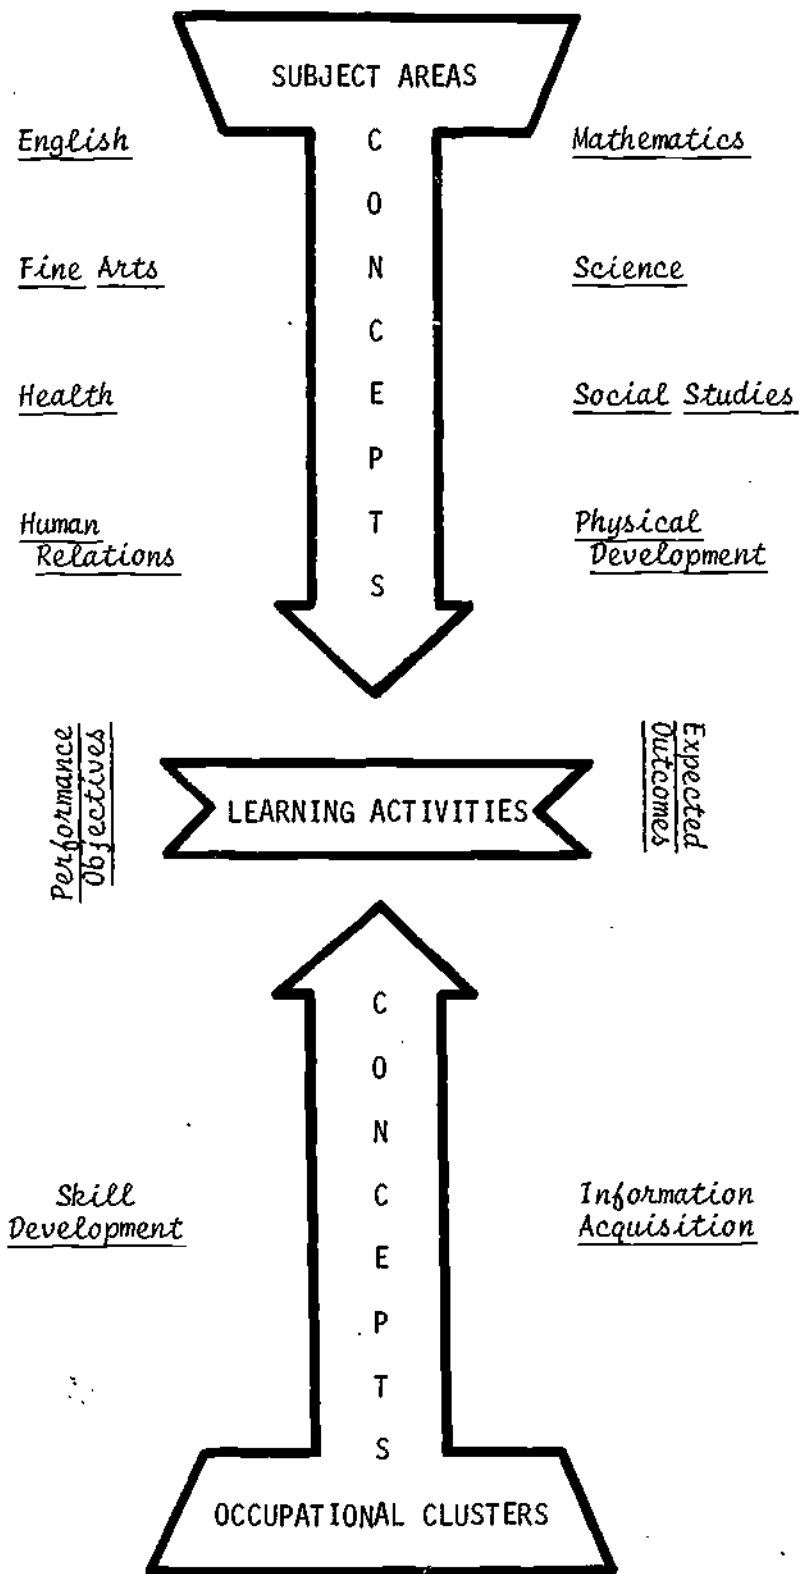 SUBJECT AREAS
English
Mathematics
Fine Arts
Science
Health
Social Studies
Human
Relations
Physical
Development
C
O
N
C
E
P
T
S
Performance
Objectives
LEARNING ACTIVITIES
Expected
Outcomes
C
O
N
C
E
P
T
S
Skill
Development
Information
Acquisition
OCCUPATIONAL CLUSTERS